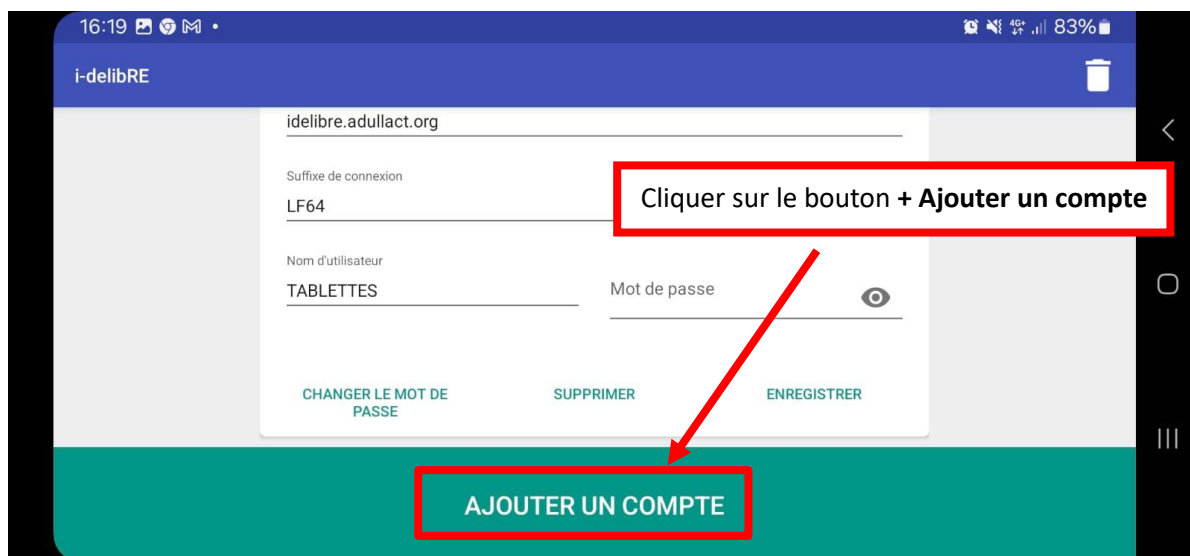 16:19
83%
i-delibRE
idelibre.adullact.org
Suffixe de connexion
LF64
Cliquer sur le bouton + Ajouter un compte
Nom d'utilisateur
TABLETTES
Mot de passe
CHANGER LE MOT DE
PASSE
SUPPRIMER
ENREGISTRER
AJOUTER UN COMPTE